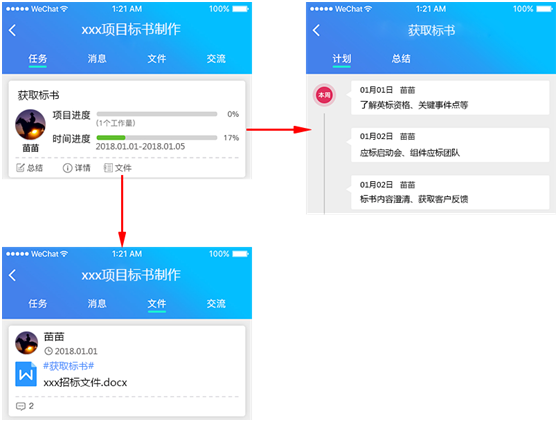 WeChat 1:21 AM 100%
xxx项目标书制作
任务 消息 文件 交流
获取标书
苗苗
项目进度 0%
(1个工作量)
时间进度 17%
2018.01.01-2018.01.05
总结 详情 文件
WeChat 1:21 AM 100%
获取标书
计划 总结
本周
01月01日 苗苗
了解英标资格、关键事件点等
01月02日 苗苗
应标启动会、组件应标团队
01月02日 苗苗
标书内容澄清、获取客户反馈
WeChat 1:21 AM 100%
xxx项目标书制作
任务 消息 文件 交流
苗苗
2018.01.01
#获取标书#
W
xxx招标文件.docx
2